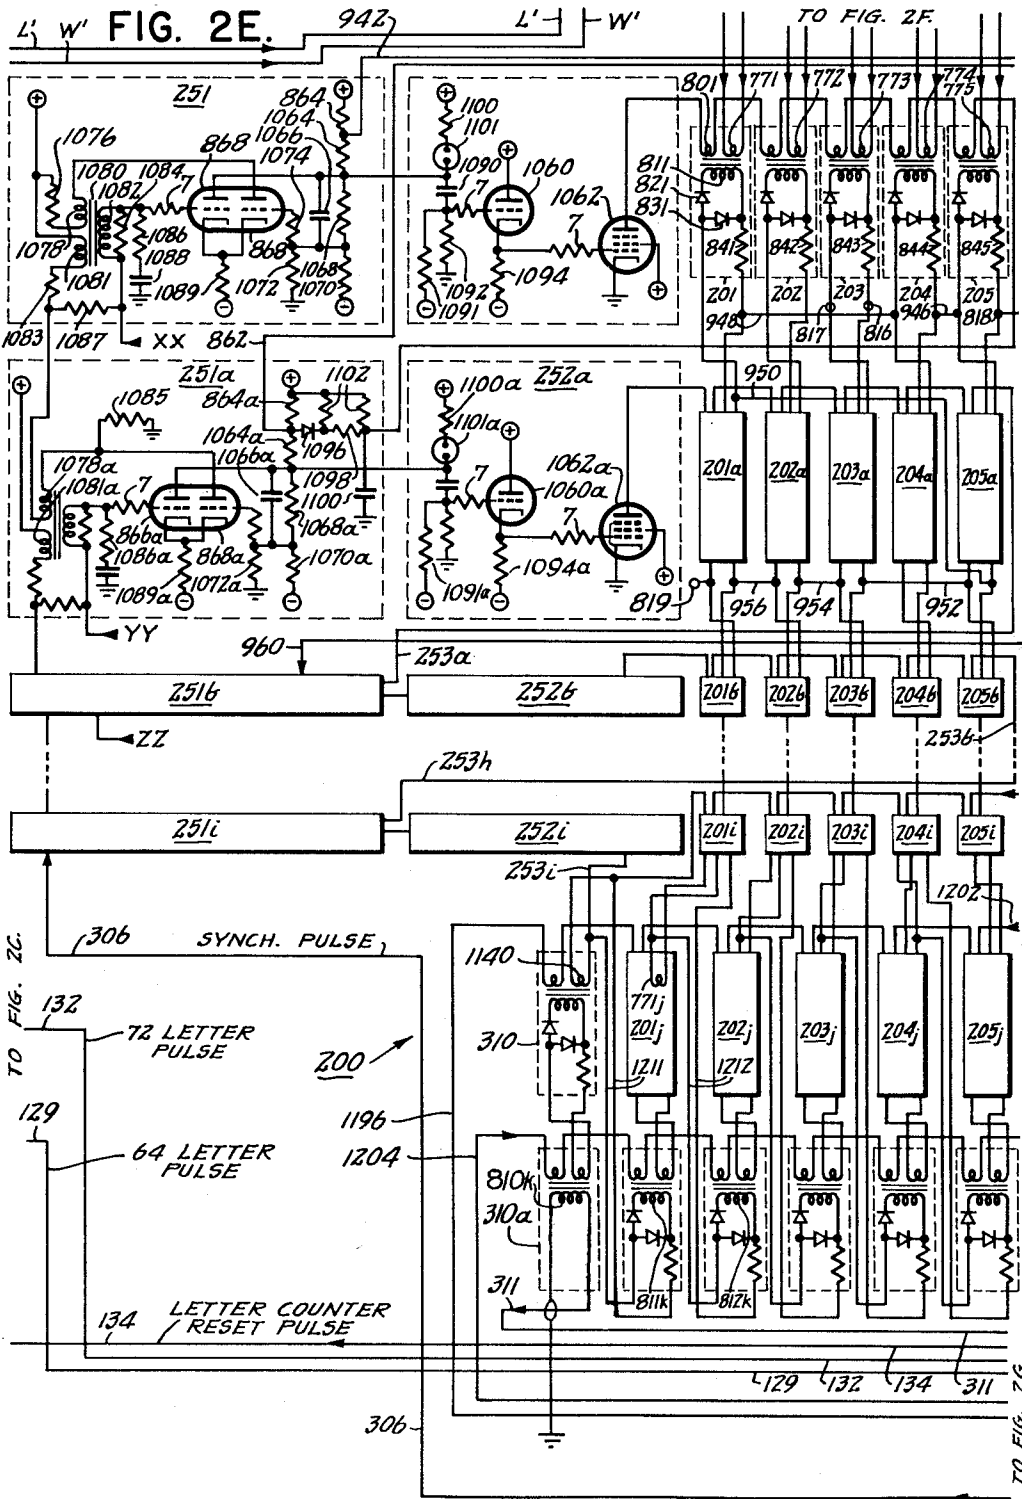 L' W' FIG. 2E. 942 L' W' TO FIG. 2F.
251 864 1064 1066 1074 1100 1101 1090 7 1060 1062 801 771 772 773 774 775
1076 1080 1082 1084 7 868 811 821 831
1078 1081 1086 1088 1089 1072 868 1068 1070 1092 1091 1094 7 841 842 843 844 845
201 202 203 204 205
1083 1087 XX 862 948 817 816 946 818
251a 1102 252a 1100a 950
1085 864a 1096 1101a
1064a 1066a 1098 1100 7 1062a 201a 202a 203a 204a 205a
1078a 1081a 7 1060a 7
866a 868a 1068a
1086a 1089a 1072a 1070a 1091a 1094a 819 956 954 952
YY
960 253a
251b 252b 201b 202b 203b 204b 205b
ZZ 253b
253h
251i 252i 201i 202i 203i 204i 205i
253i 1202
306 SYNCH. PULSE
TO FIG. 2C.
1140
132
72 LETTER
PULSE
771j
310 201j 202j 203j 204j 205j
200 1211 1212
129 1196
64 LETTER
PULSE
1204
810k
310a
311 811k 812k
LETTER COUNTER
RESET PULSE
134
129 132 134 311
306
TO FIG. 2G